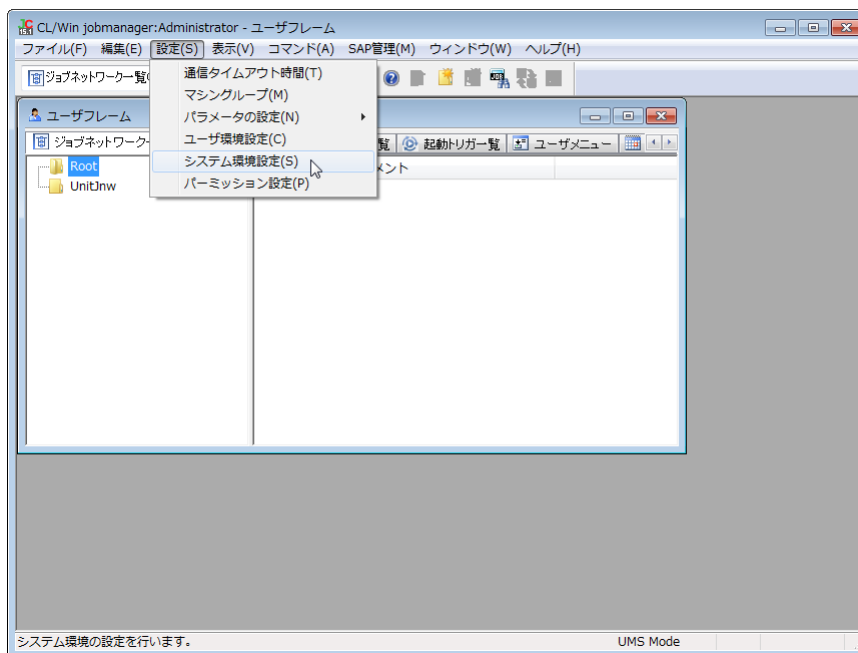 CL/Win jobmanager:Administrator - ユーザフレーム
ファイル(F) 編集(E) 設定(S) 表示(V) コマンド(A) SAP管理(M) ウィンドウ(W) ヘルプ(H)
ジョブネットワーク一覧
通信タイムアウト時間(T)
マシングループ(M)
パラメータの設定(N)
ユーザ環境設定(C)
システム環境設定(S)
パーミッション設定(P)
ユーザフレーム
ジョブネットワーク 覧 起動トリガ一覧 ユーザメニュー
Root メント
UnitJnw
システム環境の設定を行います。 UMS Mode